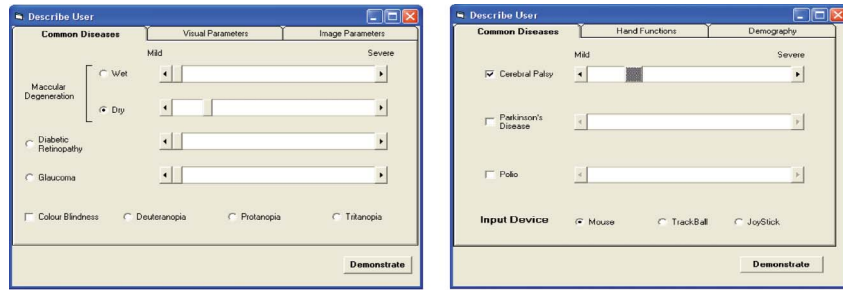 Describe User
Common Diseases Visual Parameters Image Parameters
Mild Severe
Maccular
Degeneration
Wet
Dry
Diabetic
Retinopathy
Glaucoma
Colour Blindness Deuteranopia Protanopia Tritanopia
Demonstrate
Describe User
Common Diseases Hand Functions Demography
Mild Severe
Cerebral Palsy
Parkinson's
Disease
Polio
Input Device Mouse TrackBall JoyStick
Demonstrate